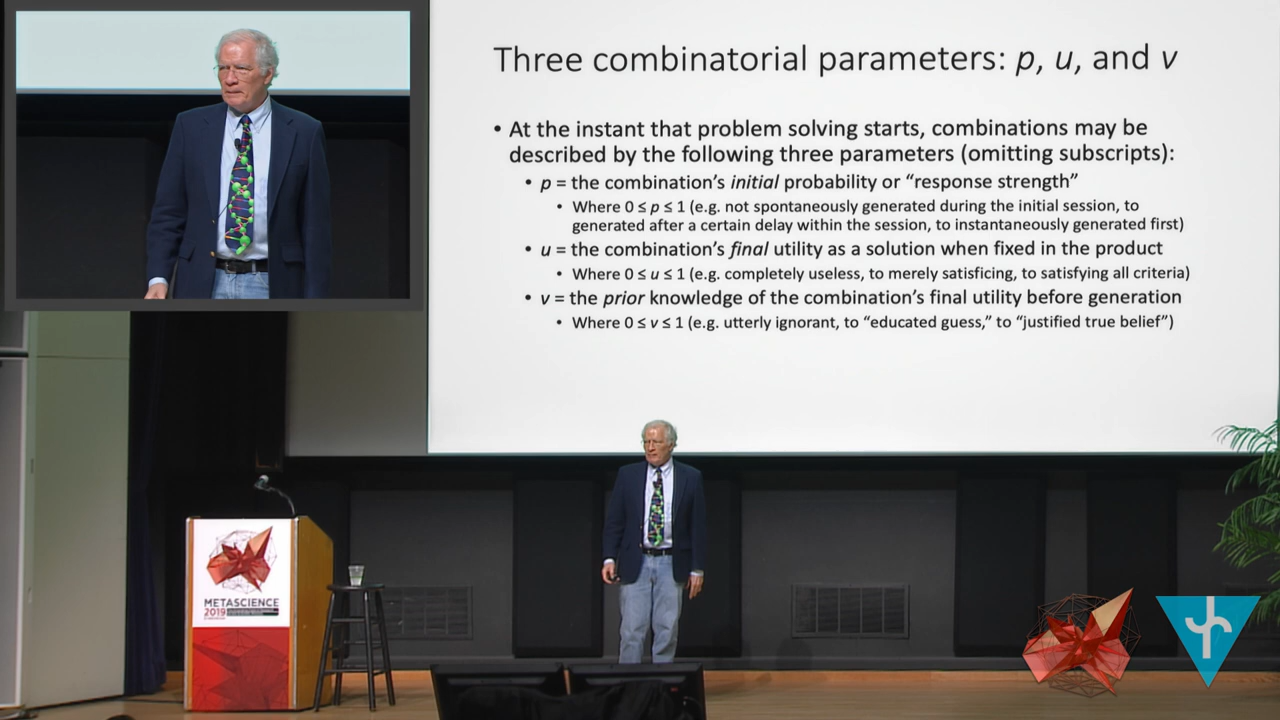 Three combinatorial parameters: p, u, and v
• At the instant that problem solving starts, combinations may be
described by the following three parameters (omitting subscripts):
• p = the combination's initial probability or "response strength"
• Where 0 ≤ p ≤ 1 (e.g. not spontaneously generated during the initial session, to
generated after a certain delay within the session, to instantaneously generated first)
• u = the combination's final utility as a solution when fixed in the product
• Where 0 ≤ u ≤ 1 (e.g. completely useless, to merely satisficing, to satisfying all criteria)
• v = the prior knowledge of the combination's final utility before generation
• Where 0 ≤ v ≤ 1 (e.g. utterly ignorant, to "educated guess," to "justified true belief")
METASCIENCE
2019